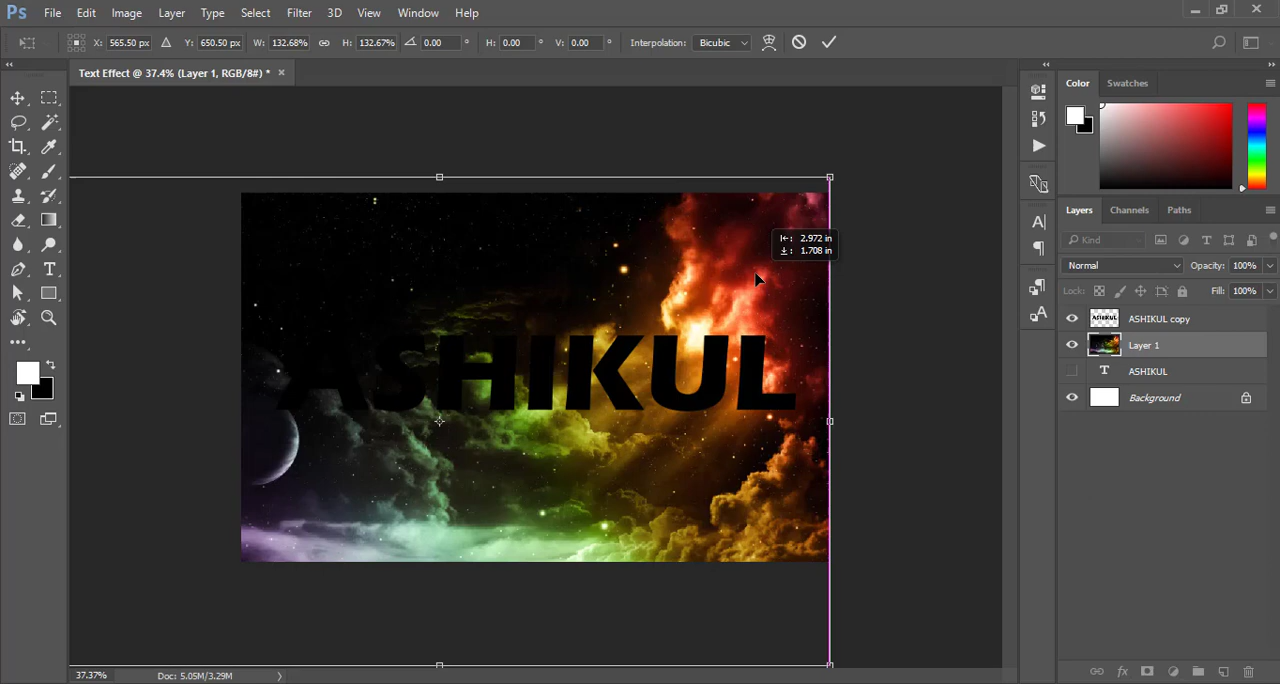 Ps File Edit Image Layer Type Select Filter 3D View Window Help
X: 565.50 px Y: 650.50 px W: 132.68% H: 132.67% 0.00 ° H: 0.00 ° V: 0.00 ° Interpolation: Bicubic
Text Effect @ 37.4% (Layer 1, RGB/8#) * ×
Color Swatches
Layers Channels Paths
Kind
Normal Opacity: 100%
Lock: Fill: 100%
ASHIKUL copy
Layer 1
ASHIKUL
Background
2.972 in
1.708 in
ASHIKUL
37.37% Doc: 5.05M/3.29M